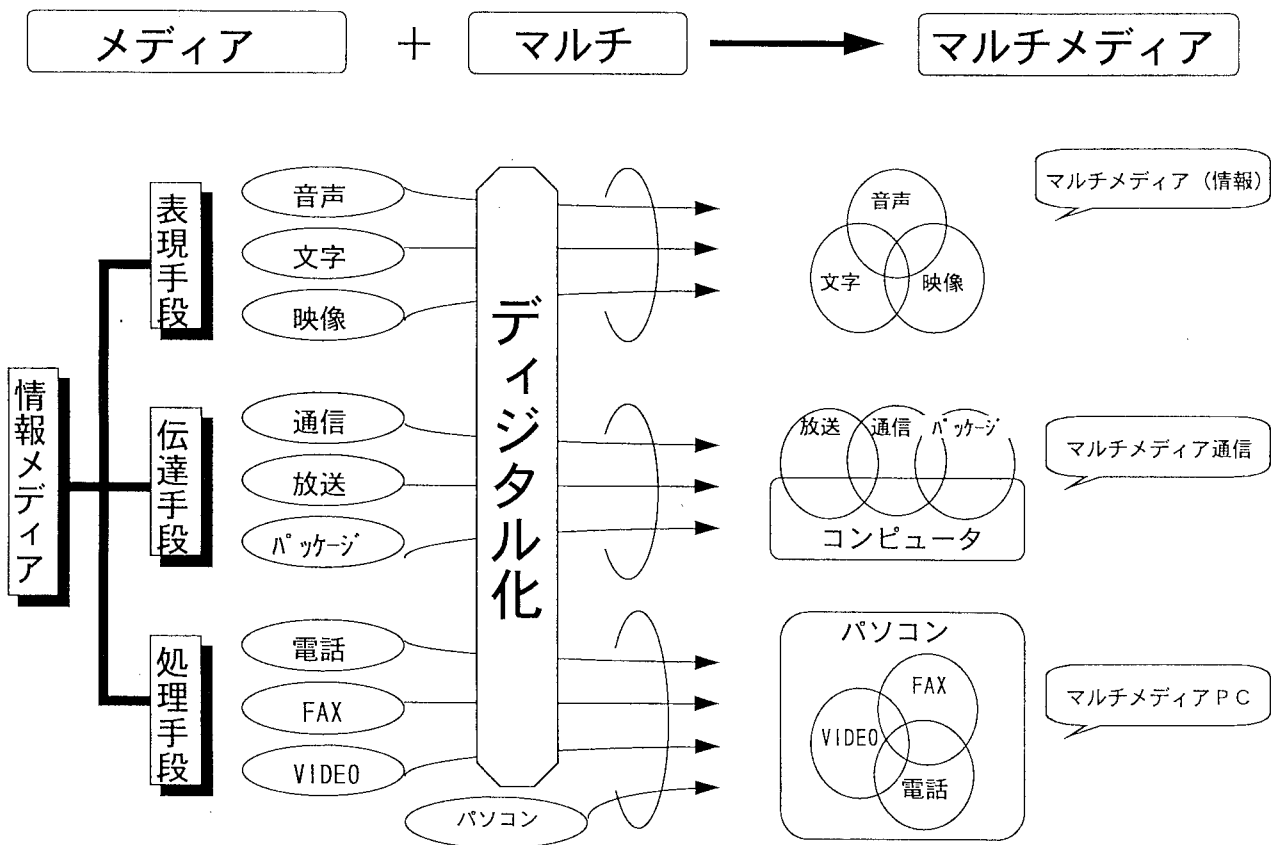 メディア
＋
マルチ
マルチメディア
情報メディア
表現手段
音声
文字
映像
伝達手段
通信
放送
パッケージ
処理手段
電話
FAX
VIDEO
パソコン
ディジタル化
音声
文字
映像
マルチメディア（情報）
放送
通信
パッケージ
コンピュータ
マルチメディア通信
パソコン
FAX
VIDEO
電話
マルチメディアＰＣ